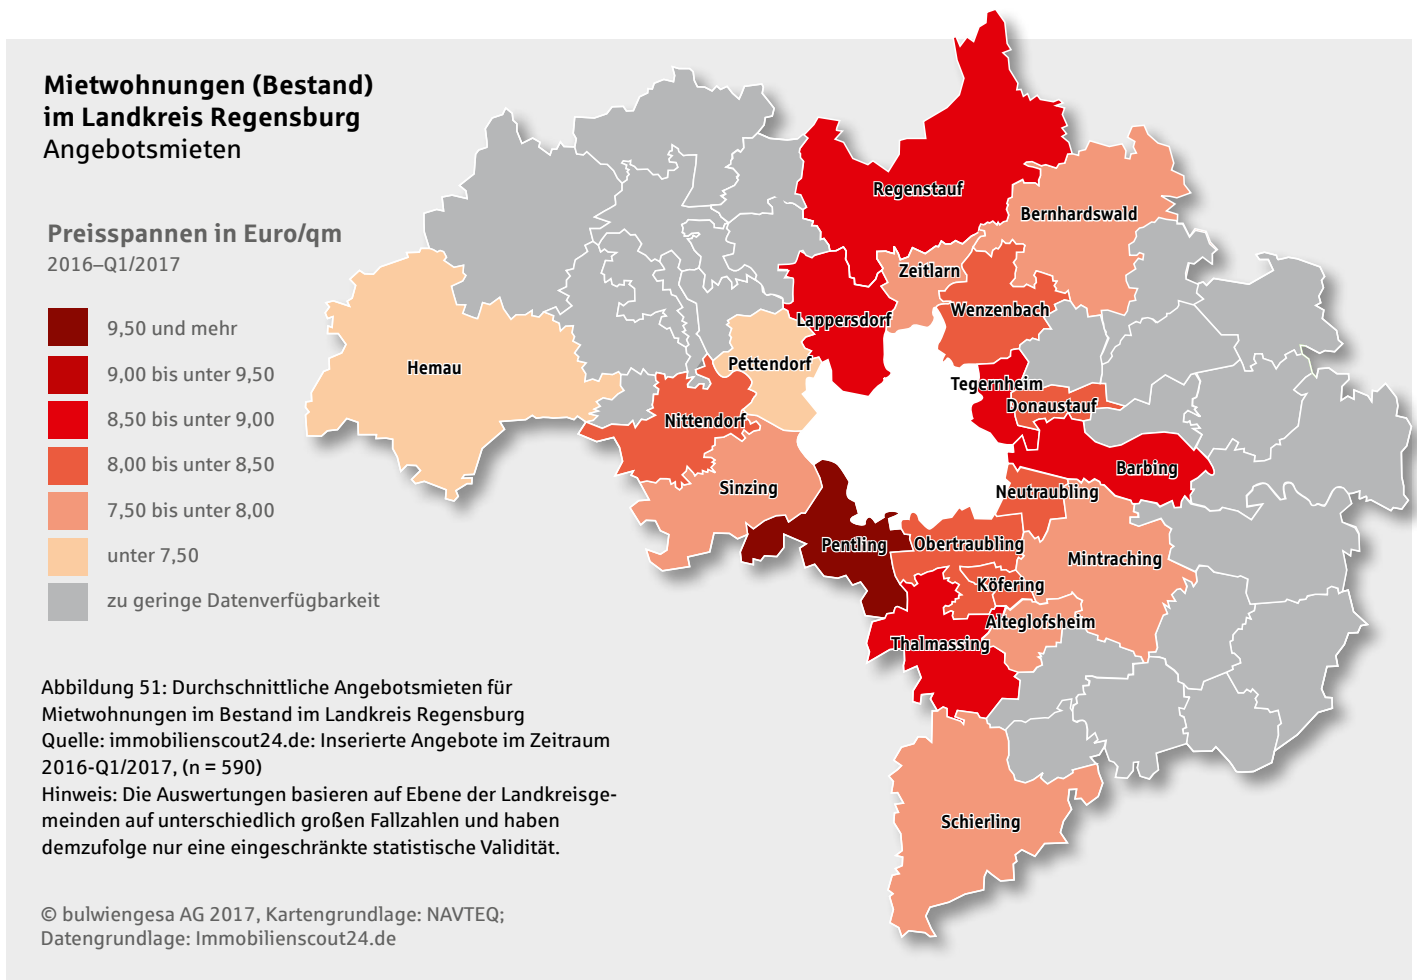 Mietwohnungen (Bestand)
im Landkreis Regensburg
Angebotsmieten
Preisspannen in Euro/qm
2016–Q1/2017
9,50 und mehr
9,00 bis unter 9,50
8,50 bis unter 9,00
8,00 bis unter 8,50
7,50 bis unter 8,00
unter 7,50
zu geringe Datenverfügbarkeit
Regenstauf
Bernhardswald
Zeitlarn
Wenzenbach
Lappersdorf
Hemau
Pettendorf
Tegernheim
Donaustauf
Nittendorf
Barbing
Sinzing
Neutraubling
Pentling
Obertraubling
Mintraching
Köfering
Alteglofsheim
Thalmassing
Schierling
Abbildung 51: Durchschnittliche Angebotsmieten für
Mietwohnungen im Bestand im Landkreis Regensburg
Quelle: immobilienscout24.de: Inserierte Angebote im Zeitraum
2016-Q1/2017, (n = 590)
Hinweis: Die Auswertungen basieren auf Ebene der Landkreisge-
meinden auf unterschiedlich großen Fallzahlen und haben
demzufolge nur eine eingeschränkte statistische Validität.
© bulwiengesa AG 2017, Kartengrundlage: NAVTEQ;
Datengrundlage: Immobilienscout24.de